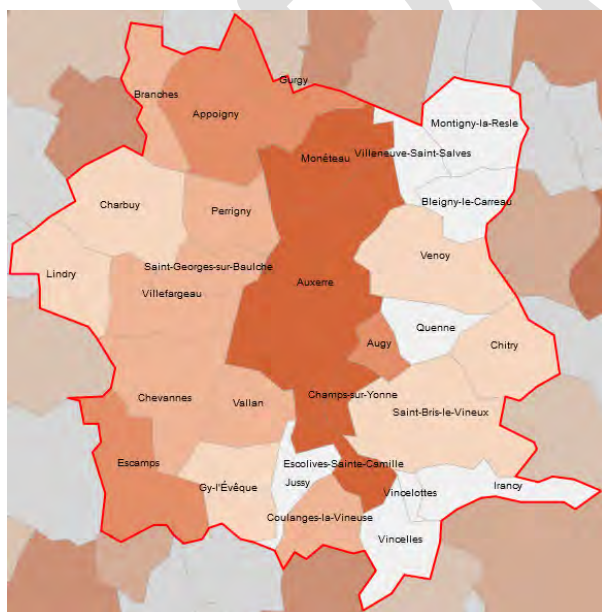 Gurgy
Branches
Appoigny
Montigny-la-Resle
Monéteau
Villeneuve-Saint-Salves
Charbuy
Perrigny
Bleigny-le-Carreau
Venoy
Saint-Georges-sur-Baulche
Lindry
Auxerre
Villefargeau
Quenne
Augy
Chitry
Champs-sur-Yonne
Chevannes
Vallan
Saint-Bris-le-Vineux
Escamps
Escolives-Sainte-Camille
Gy-l'Évêque
Jussy
Irancy
Vincelottes
Coulanges-la-Vineuse
Vincelles